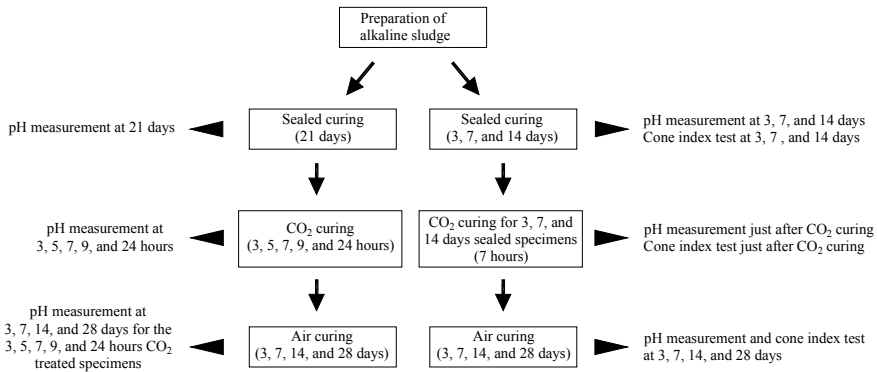 Preparation of
alkaline sludge
pH measurement at 21 days
Sealed curing
(21 days)
Sealed curing
(3, 7, and 14 days)
pH measurement at 3, 7, and 14 days
Cone index test at 3, 7 , and 14 days
pH measurement at
3, 5, 7, 9, and 24 hours
CO₂ curing
(3, 5, 7, 9, and 24 hours)
CO₂ curing for 3, 7, and
14 days sealed specimens
(7 hours)
pH measurement just after CO₂ curing
Cone index test just after CO₂ curing
pH measurement at
3, 7, 14, and 28 days for the
3, 5, 7, 9, and 24 hours CO₂
treated specimens
Air curing
(3, 7, 14, and 28 days)
Air curing
(3, 7, 14, and 28 days)
pH measurement and cone index test
at 3, 7, 14, and 28 days